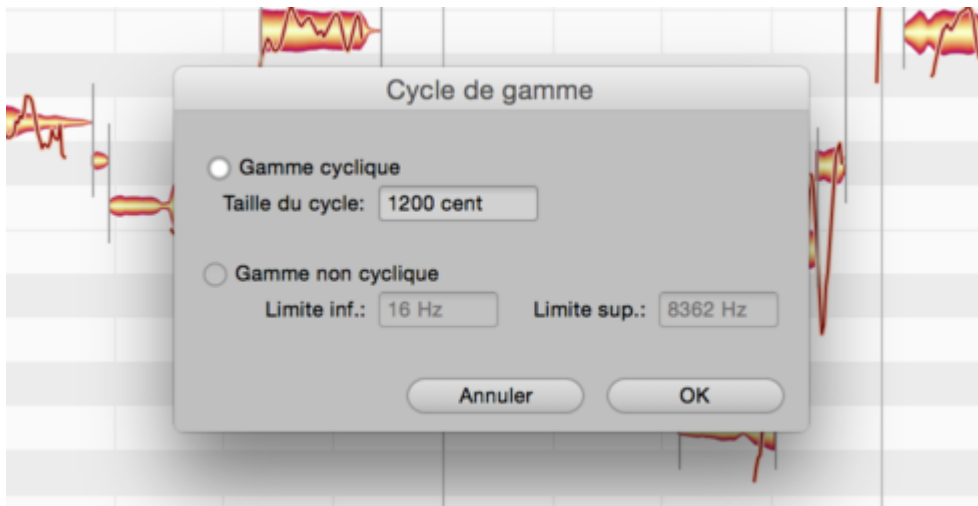 Cycle de gamme
Gamme cyclique
Taille du cycle: 1200 cent
Gamme non cyclique
Limite inf.: 16 Hz Limite sup.: 8362 Hz
Annuler OK